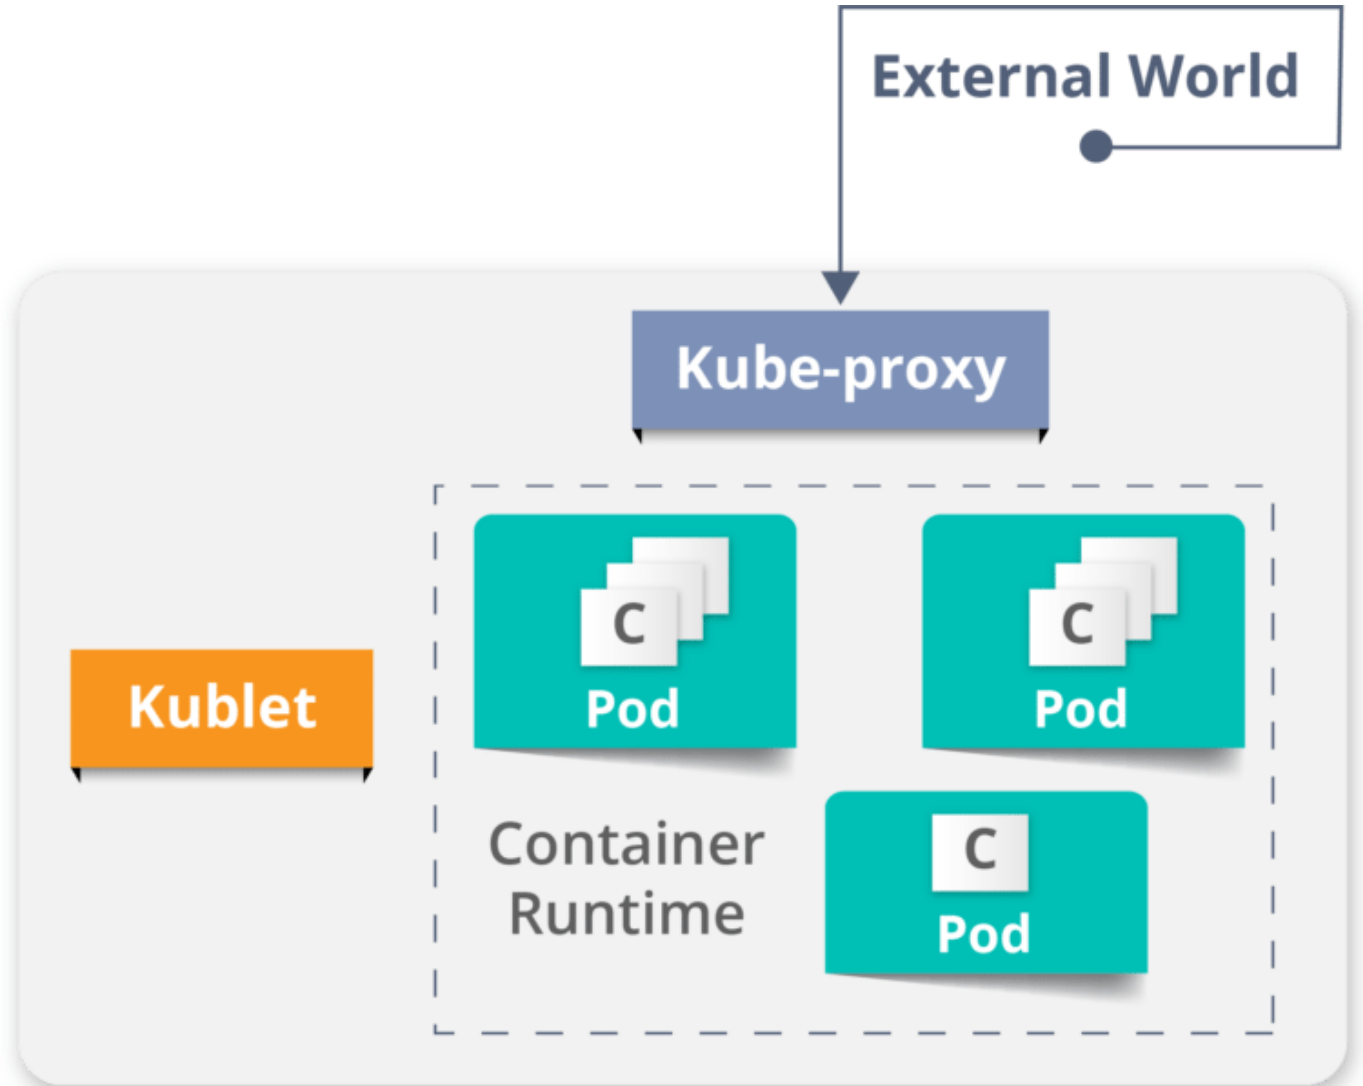 External World
Kube-proxy
C
Pod
C
Pod
Kublet
Container
Runtime
C
Pod